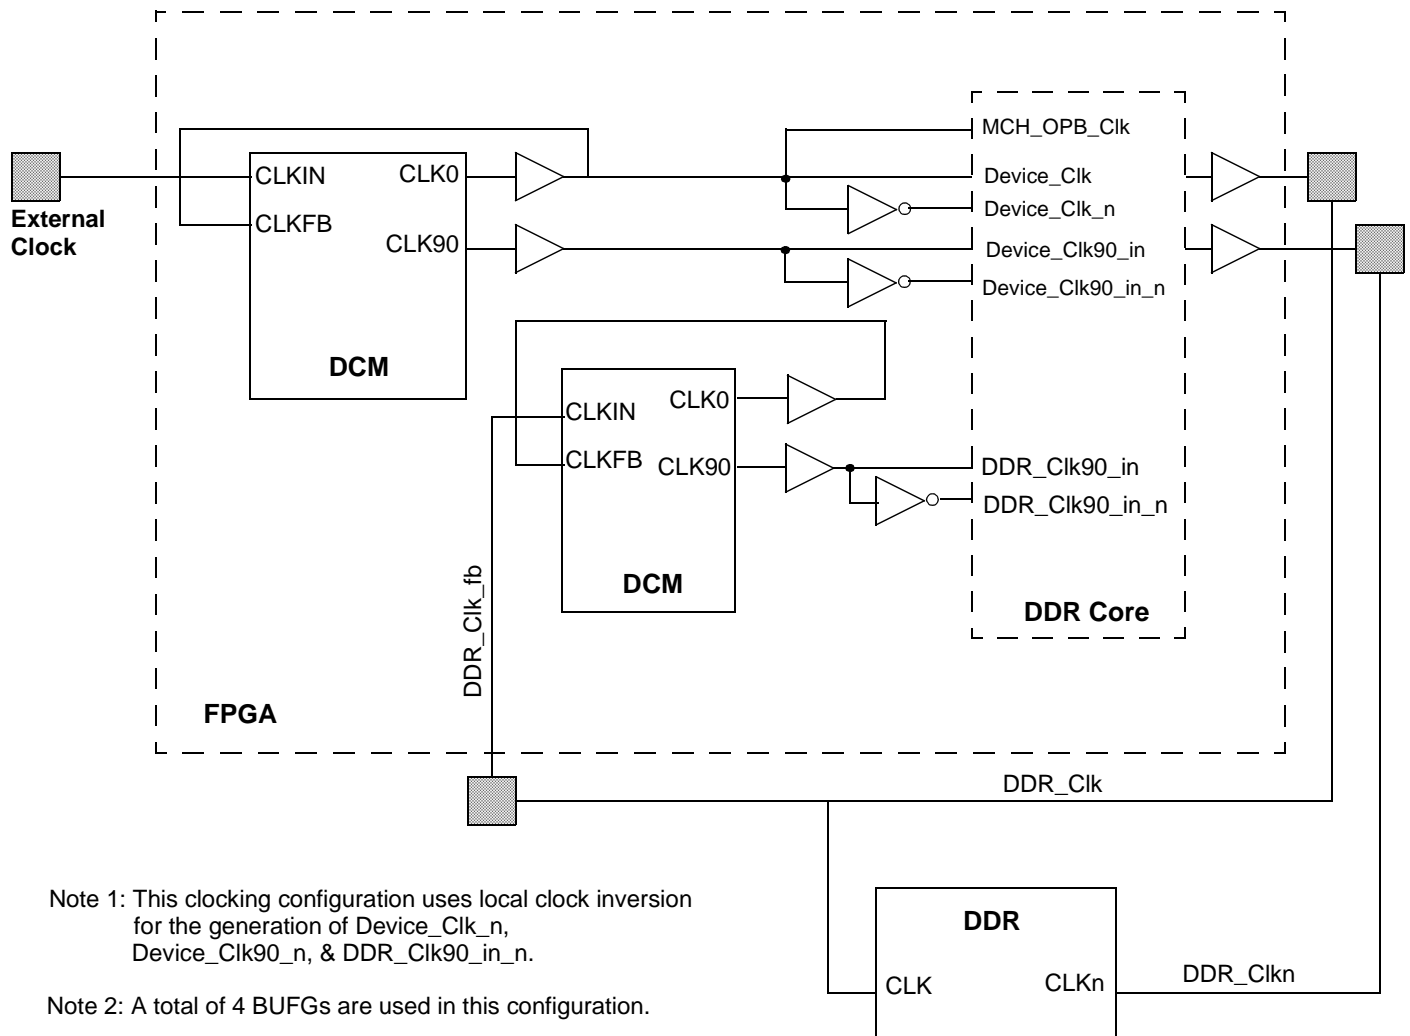 MCH_OPB_Clk
CLKIN
CLK0
Device_Clk
External
Clock
CLKFB
Device_Clk_n
CLK90
Device_Clk90_in
Device_Clk90_in_n
DCM
CLKIN
CLK0
CLKFB
CLK90
DDR_Clk90_in
DDR_Clk90_in_n
DCM
DDR Core
DDR_Clk_fb
FPGA
DDR_Clk
Note 1: This clocking configuration uses local clock inversion
for the generation of Device_Clk_n,
Device_Clk90_n, & DDR_Clk90_in_n.
Note 2: A total of 4 BUFGs are used in this configuration.
DDR
CLK
CLKn
DDR_Clkn